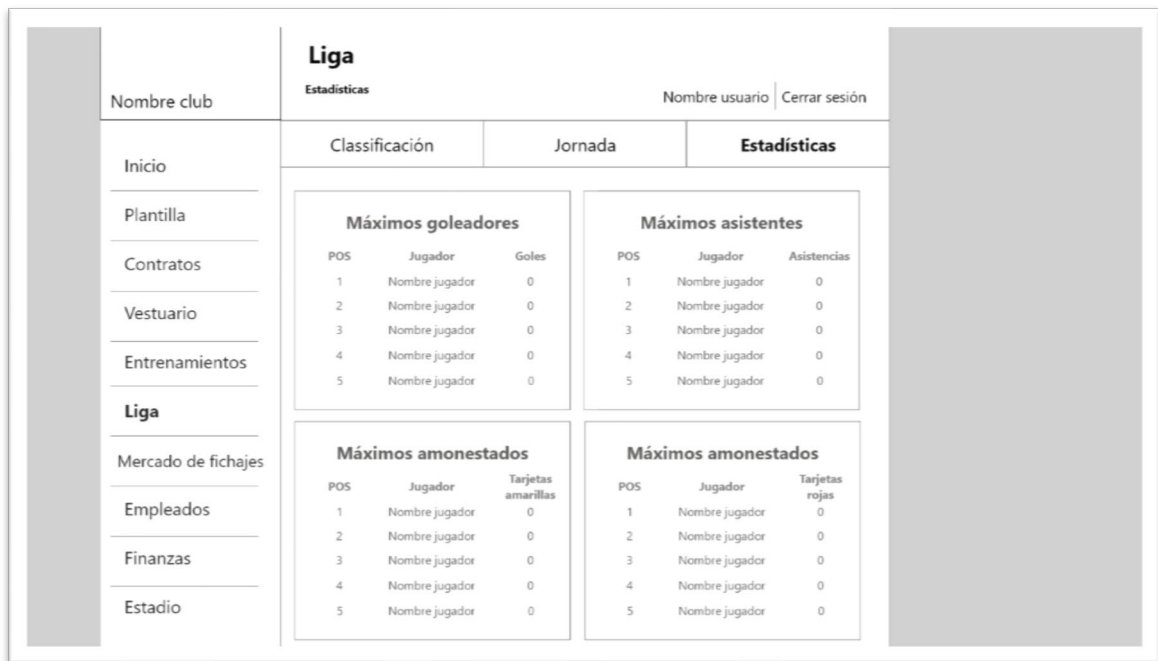 Nombre club
Liga
Estadísticas
Nombre usuario
Cerrar sesión
Inicio
Plantilla
Contratos
Vestuario
Entrenamientos
Liga
Mercado de fichajes
Empleados
Finanzas
Estadio
Classificación
Jornada
Estadísticas
Máximos goleadores
POS Jugador Goles
1 Nombre jugador 0
2 Nombre jugador 0
3 Nombre jugador 0
4 Nombre jugador 0
5 Nombre jugador 0
Máximos asistentes
POS Jugador Asistencias
1 Nombre jugador 0
2 Nombre jugador 0
3 Nombre jugador 0
4 Nombre jugador 0
5 Nombre jugador 0
Máximos amonestados
POS Jugador Tarjetas amarillas
1 Nombre jugador 0
2 Nombre jugador 0
3 Nombre jugador 0
4 Nombre jugador 0
5 Nombre jugador 0
Máximos amonestados
POS Jugador Tarjetas rojas
1 Nombre jugador 0
2 Nombre jugador 0
3 Nombre jugador 0
4 Nombre jugador 0
5 Nombre jugador 0